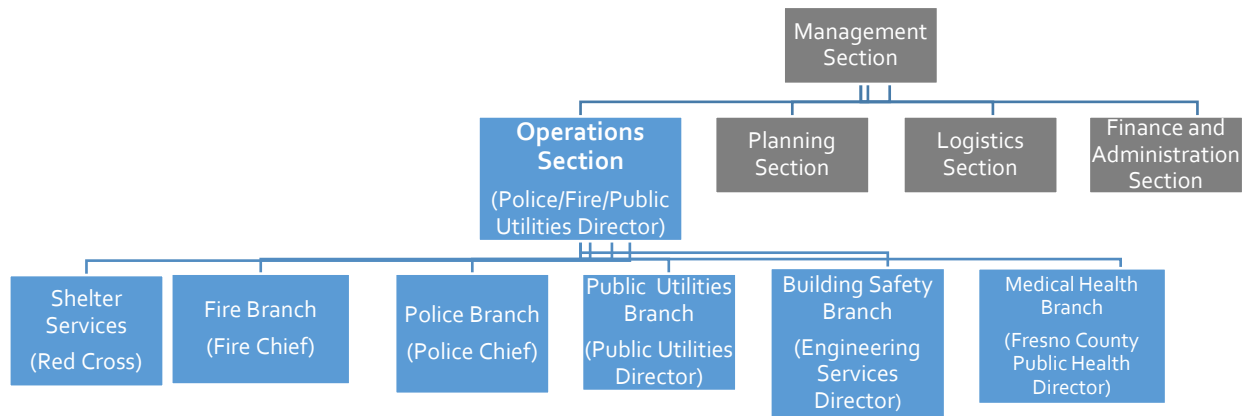 Management
Section
Operations
Section
(Police/Fire/Public
Utilities Director)
Planning
Section
Logistics
Section
Finance and
Administration
Section
Shelter
Services
(Red Cross)
Fire Branch
(Fire Chief)
Police Branch
(Police Chief)
Public Utilities
Branch
(Public Utilities
Director)
Building Safety
Branch
(Engineering
Services
Director)
Medical Health
Branch
(Fresno County
Public Health
Director)